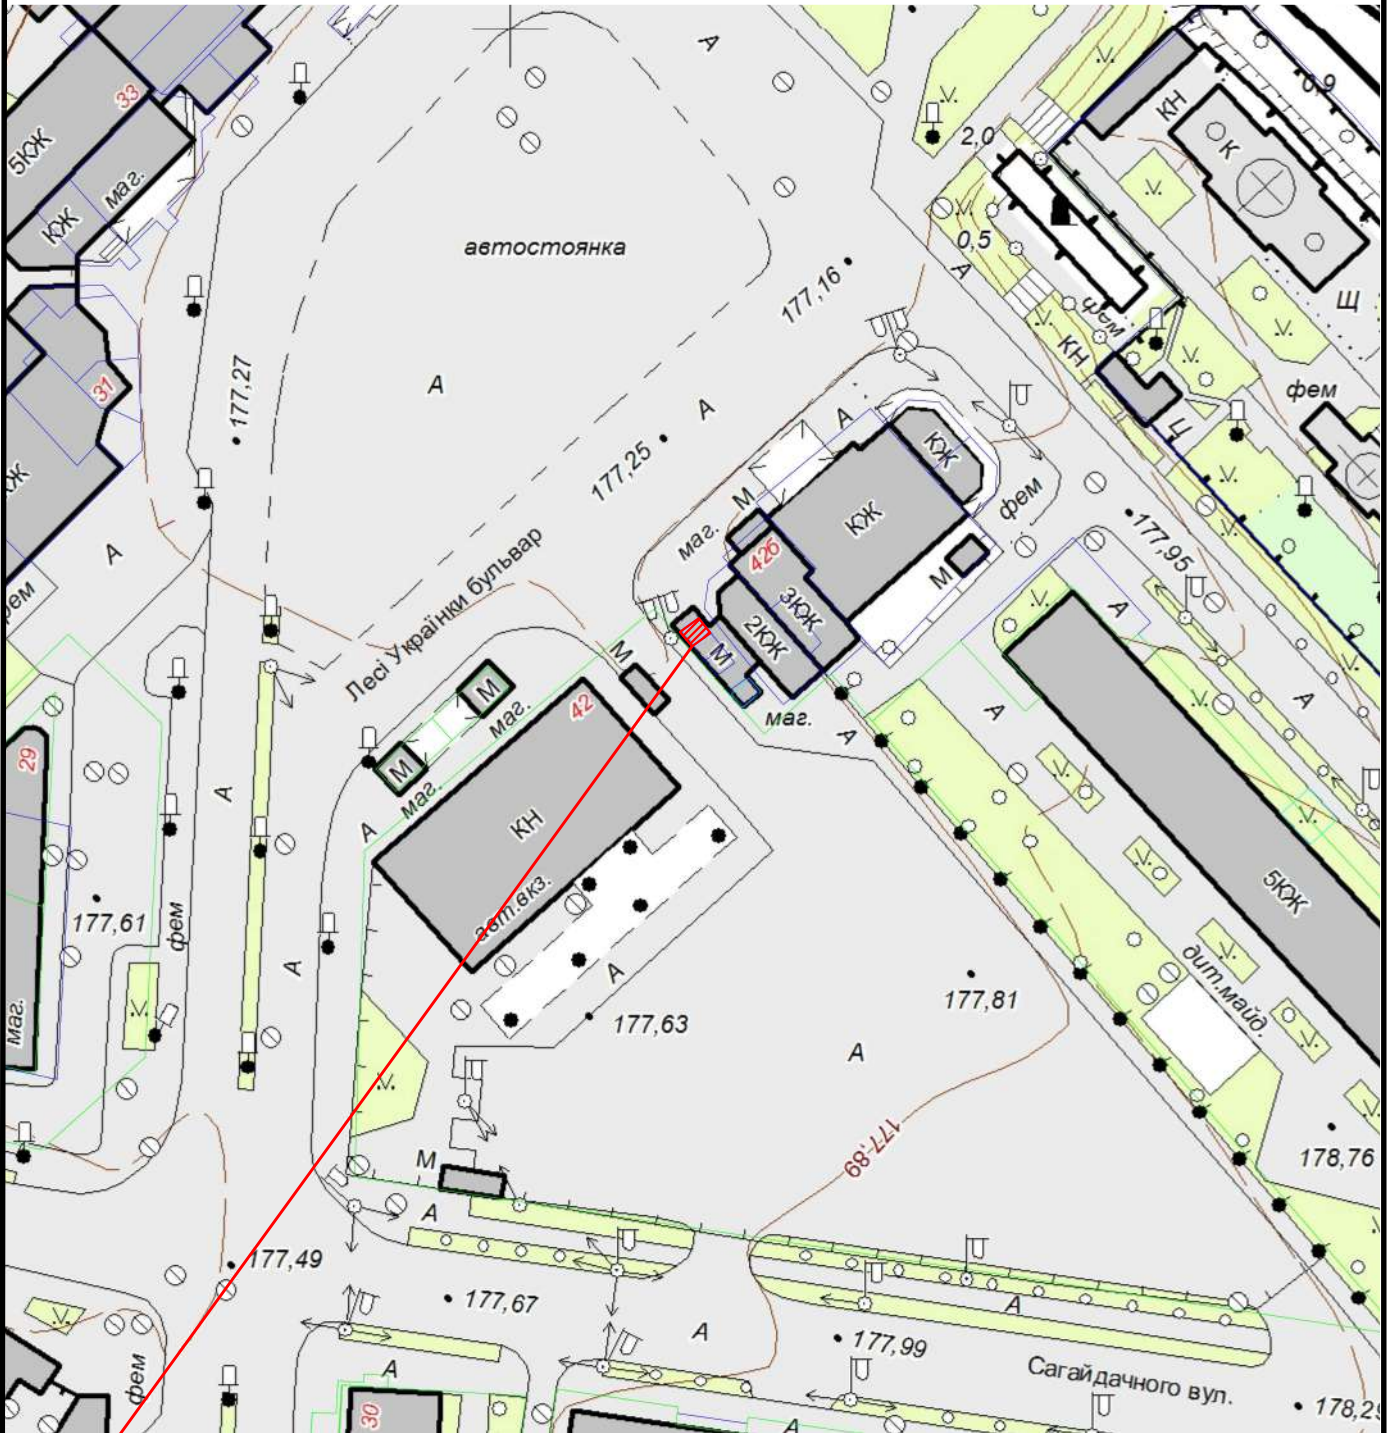 33
5КЖ
маг.
КЖ
31
А
2,0
КН
К
0,9
автостоянка
0,5
А
177,16
фем
КН
Щ
Ц
фем
177,27
А
А
А
177,25
КЖ
М
маг.
КЖ
фем
177,95
42б
М
А
3КЖ
2КЖ
М
маг.
А
Лесі Українки бульвар
М
42
М
маг.
М
маг.
А
А
29
А
КН
авт.вкз.
А
А
177,61
фем
маг.
177,63
177,81
А
А
5КЖ
дит.майд.
177,89
178,76
М
А
177,49
177,67
А
А
177,99
Сагайдачного вул.
фем
А
30
А